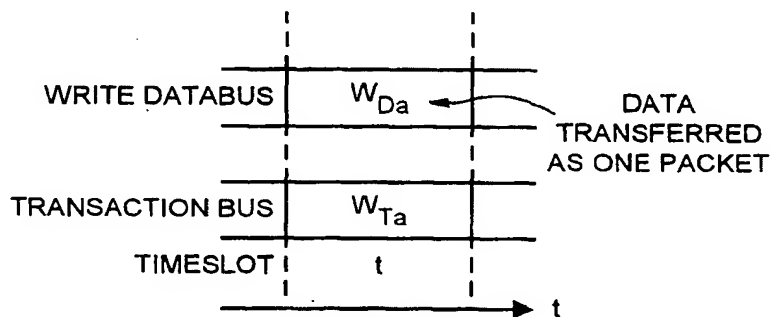 WRITE DATABUS
W_Da
DATA
TRANSFERRED
AS ONE PACKET
TRANSACTION BUS
W_Ta
TIMESLOT
t
t